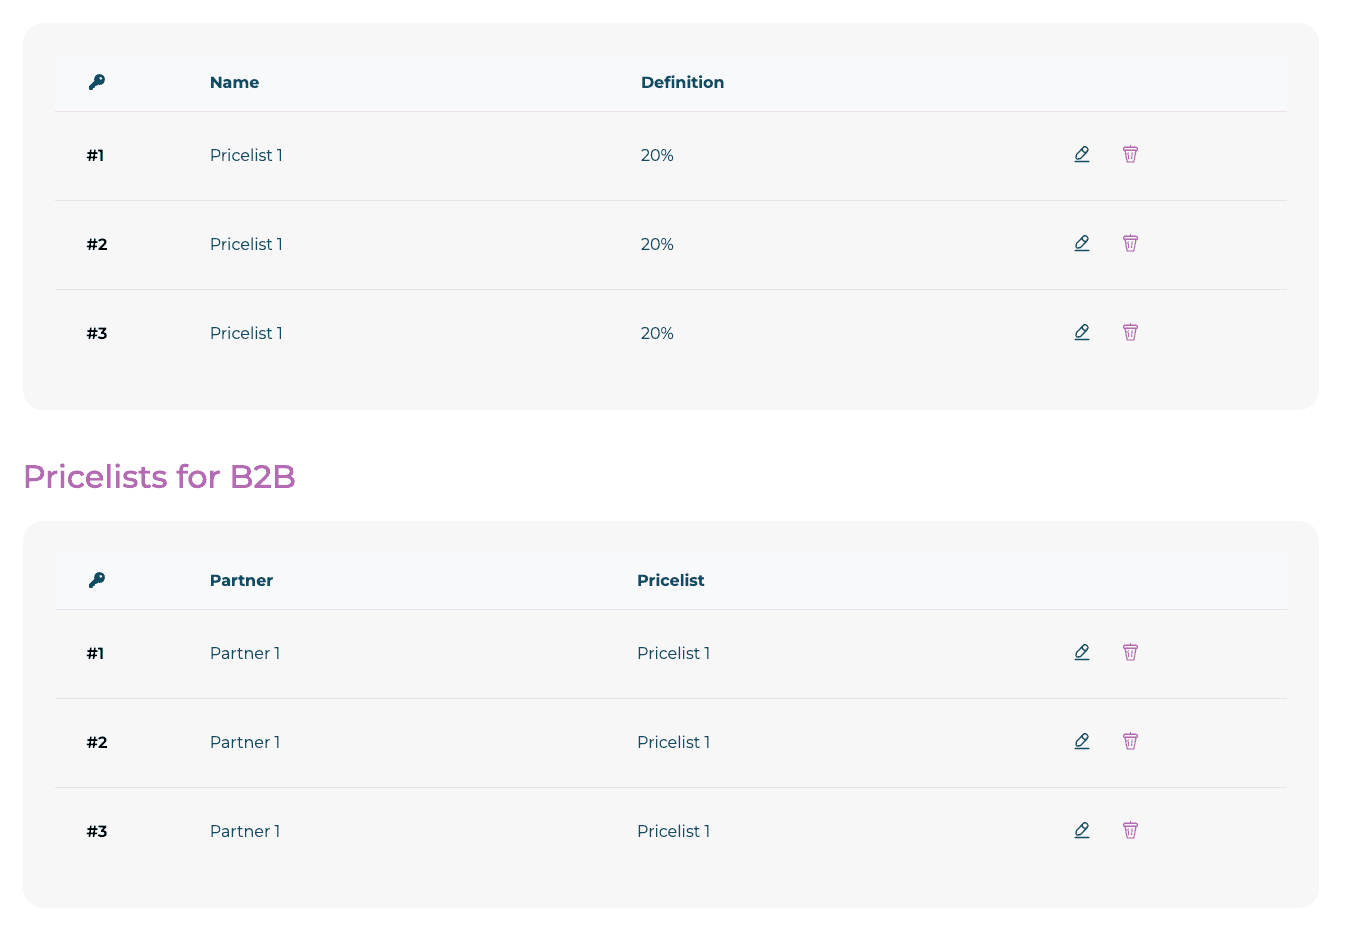 Name Definition
#1 Pricelist 1 20%
#2 Pricelist 1 20%
#3 Pricelist 1 20%
Pricelists for B2B
Partner Pricelist
#1 Partner 1 Pricelist 1
#2 Partner 1 Pricelist 1
#3 Partner 1 Pricelist 1